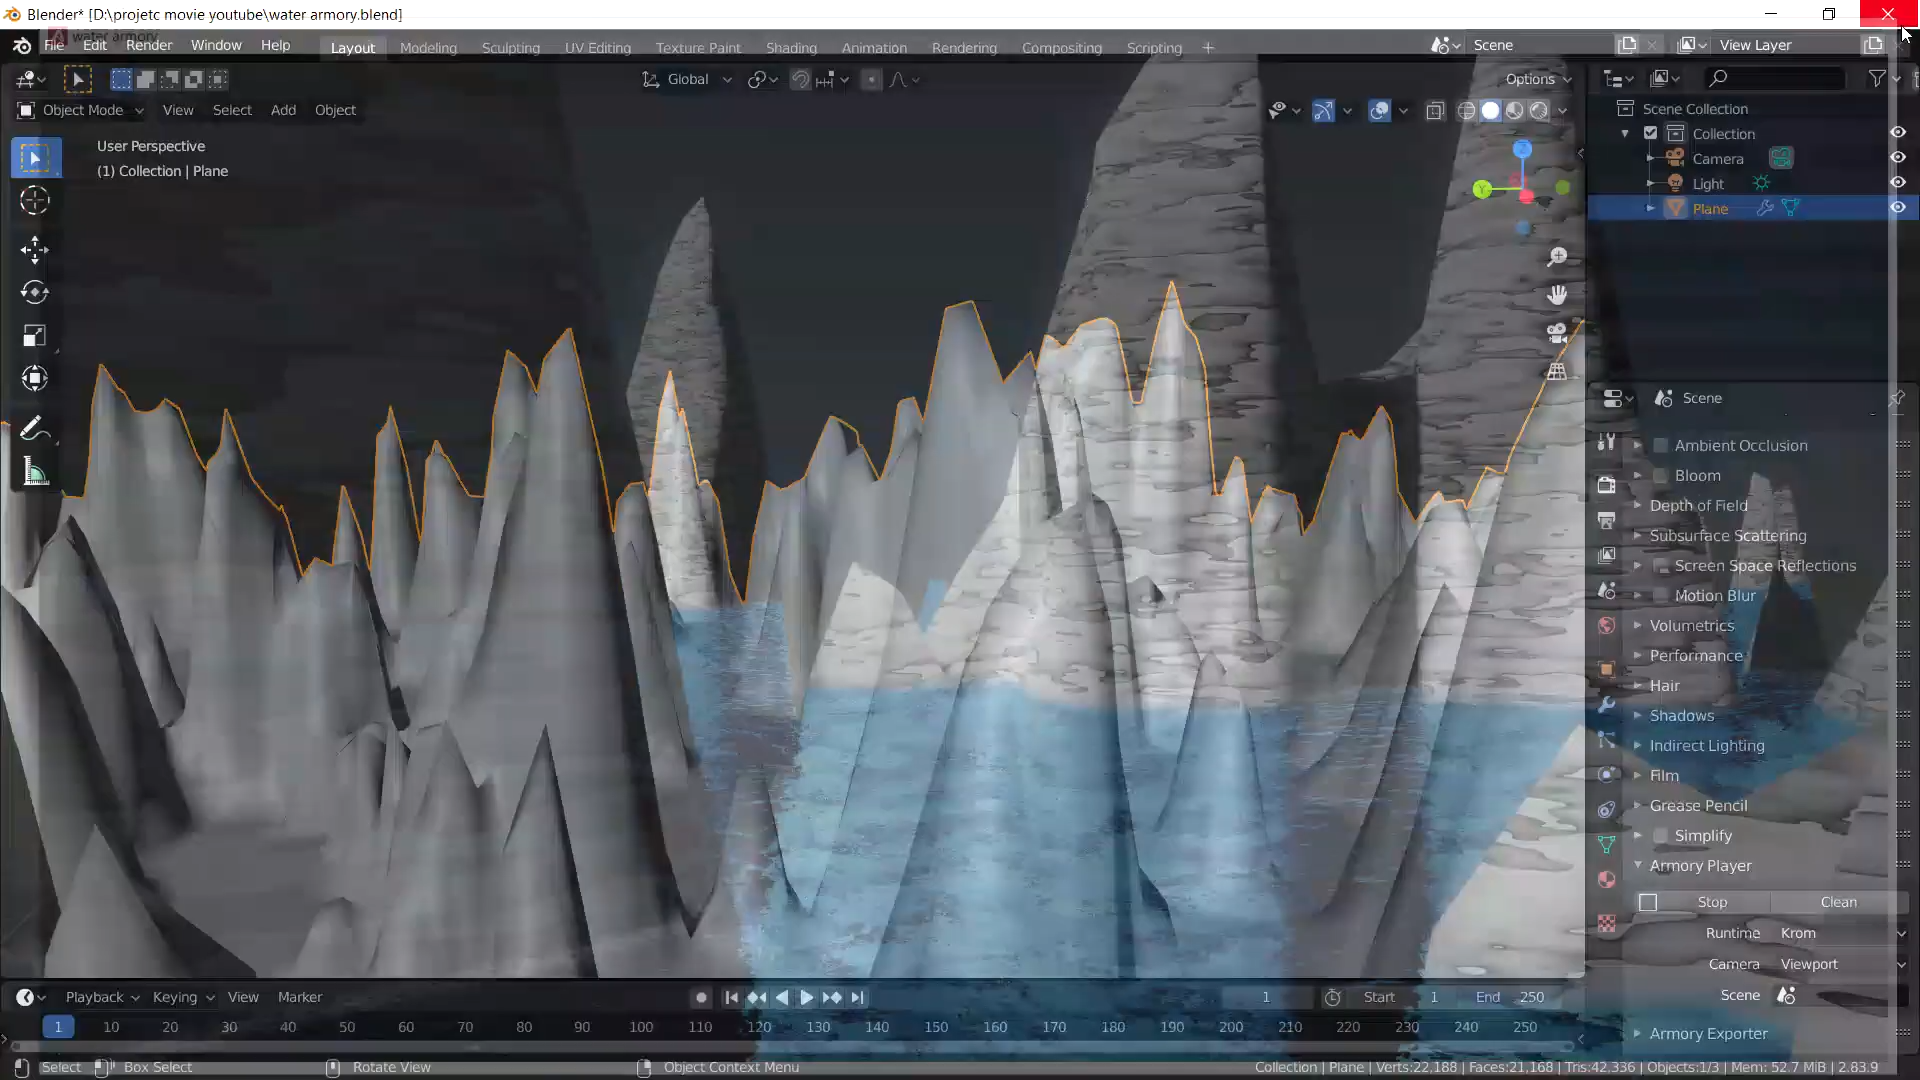 Blender* [D:\projetc movie youtube\water armory.blend]
water armory
File Edit Render Window Help Layout Modeling Sculpting UV Editing Texture Paint Shading Animation Rendering Compositing Scripting + Scene View Layer
Global Options
Object Mode View Select Add Object
User Perspective
(1) Collection | Plane
Z
Y
Scene Collection
Collection
Camera
Light
Plane
Scene
Ambient Occlusion
Bloom
Depth of Field
Subsurface Scattering
Screen Space Reflections
Motion Blur
Volumetrics
Performance
Hair
Shadows
Indirect Lighting
Film
Grease Pencil
Simplify
Armory Player
Stop Clean
Runtime Krom
Camera Viewport
Scene
Armory Exporter
Playback Keying View Marker 1 Start 1 End 250
1 10 20 30 40 50 60 70 80 90 100 110 120 130 140 150 160 170 180 190 200 210 220 230 240 250
Select Box Select Rotate View Object Context Menu Collection | Plane | Verts:22,188 | Faces:21,168 | Tris:42,336 | Objects:1/3 | Mem: 52.7 MiB | 2.83.9